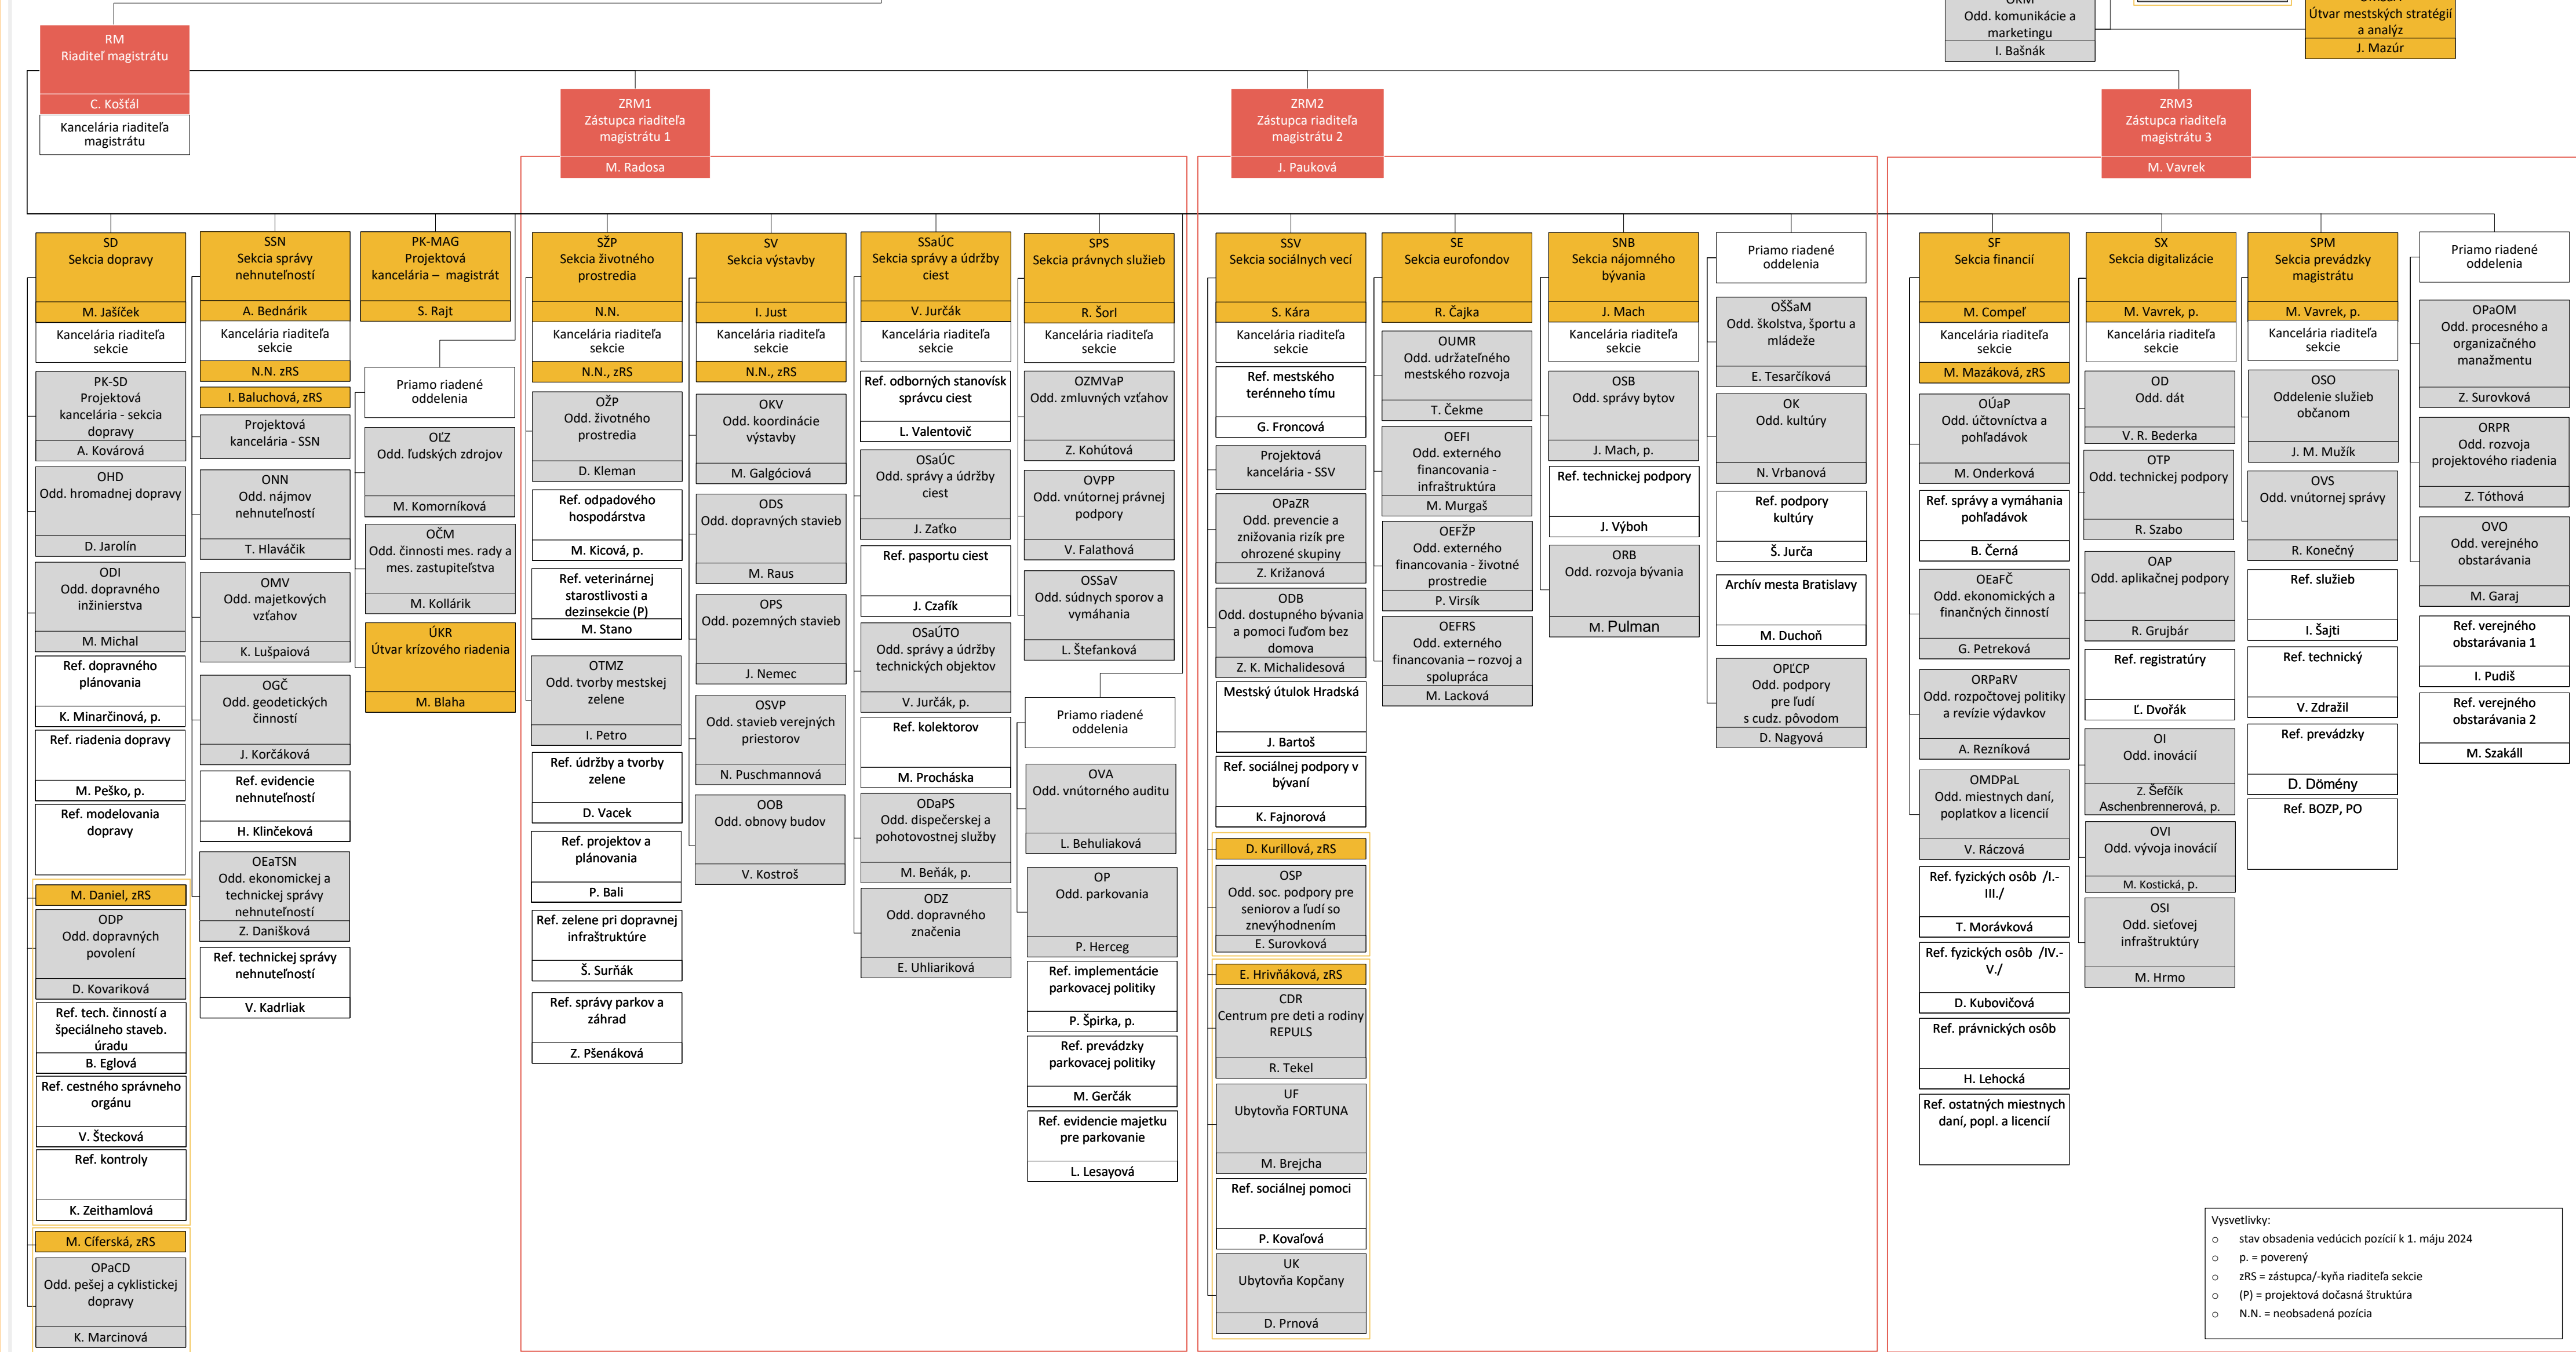 ORM
Odd. komunikácie a
marketingu
I. Bašnák
Útvar mestských stratégií
a analýz
J. Mazúr
RM
Riaditeľ magistrátu
C. Košťál
Kancelária riaditeľa
magistrátu
ZRM1
Zástupca riaditeľa
magistrátu 1
M. Radosa
ZRM2
Zástupca riaditeľa
magistrátu 2
J. Pauková
ZRM3
Zástupca riaditeľa
magistrátu 3
M. Vavrek
SD
Sekcia dopravy
M. Jašíček
Kancelária riaditeľa
sekcie
PK-SD
Projektová
kancelária - sekcia
dopravy
A. Kovárová
OHD
Odd. hromadnej dopravy
D. Jarolín
ODI
Odd. dopravného
inžinierstva
M. Michal
Ref. dopravného
plánovania
K. Minarčinová, p.
Ref. riadenia dopravy
M. Peško, p.
Ref. modelovania
dopravy
M. Daniel, zRS
ODP
Odd. dopravných
povolení
D. Kovariková
Ref. tech. činností a
špeciálneho staveb.
úradu
B. Eglová
Ref. cestného správneho
orgánu
V. Štecková
Ref. kontroly
K. Zeithamlová
M. Cíferská, zRS
OPaCD
Odd. pešej a cyklistickej
dopravy
K. Marcinová
SSN
Sekcia správy
nehnuteľností
A. Bednárik
Kancelária riaditeľa
sekcie
N.N. zRS
I. Baluchová, zRS
Projektová
kancelária - SSN
ONN
Odd. nájmov
nehnuteľností
T. Hlaváčik
OMV
Odd. majetkových
vzťahov
K. Lušpaiová
OGČ
Odd. geodetických
činností
J. Korčáková
Ref. evidencie
nehnuteľností
H. Klinčeková
OEaTSN
Odd. ekonomickej a
technickej správy
nehnuteľností
Z. Danišková
Ref. technickej správy
nehnuteľností
V. Kadrliak
PK-MAG
Projektová
kancelária – magistrát
S. Rajt
Priamo riadené
oddelenia
OĽZ
Odd. ľudských zdrojov
M. Komorníková
OČM
Odd. činnosti mes. rady a
mes. zastupiteľstva
M. Kollárik
ÚKR
Útvar krízového riadenia
M. Blaha
SŽP
Sekcia životného
prostredia
N.N.
Kancelária riaditeľa
sekcie
N.N., zRS
OŽP
Odd. životného
prostredia
D. Kleman
Ref. odpadového
hospodárstva
M. Kicová, p.
Ref. veterinárnej
starostlivosti a
dezinsekcie (P)
M. Stano
OTMZ
Odd. tvorby mestskej
zelene
I. Petro
Ref. údržby a tvorby
zelene
D. Vacek
Ref. projektov a
plánovania
P. Bali
Ref. zelene pri dopravnej
infraštruktúre
Š. Surňák
Ref. správy parkov a
záhrad
Z. Pšenáková
SV
Sekcia výstavby
I. Just
Kancelária riaditeľa
sekcie
N.N., zRS
OKV
Odd. koordinácie
výstavby
M. Galgóciová
ODS
Odd. dopravných stavieb
M. Raus
OPS
Odd. pozemných stavieb
J. Nemec
OSVP
Odd. stavieb verejných
priestorov
N. Puschmannová
OOB
Odd. obnovy budov
V. Kostroš
SSaÚC
Sekcia správy a údržby
ciest
V. Jurčák
Kancelária riaditeľa
sekcie
Ref. odborných stanovísk
správcu ciest
L. Valentovič
OSaÚC
Odd. správy a údržby
ciest
J. Zaťko
Ref. pasportu ciest
J. Czafík
OSaÚTO
Odd. správy a údržby
technických objektov
V. Jurčák, p.
Ref. kolektorov
M. Procháska
ODaPS
Odd. dispečerskej a
pohotovostnej služby
M. Beňák, p.
ODZ
Odd. dopravného
značenia
E. Uhliariková
SPS
Sekcia právnych služieb
R. Šorl
Kancelária riaditeľa
sekcie
OZMVaP
Odd. zmluvných vzťahov
Z. Kohútová
OVPP
Odd. vnútornej právnej
podpory
V. Falathová
OSSaV
Odd. súdnych sporov a
vymáhania
L. Štefanková
Priamo riadené
oddelenia
OVA
Odd. vnútorného auditu
L. Behuliaková
OP
Odd. parkovania
P. Herceg
Ref. implementácie
parkovacej politiky
P. Špirka, p.
Ref. prevádzky
parkovacej politiky
M. Gerčák
Ref. evidencie majetku
pre parkovanie
L. Lesayová
SSV
Sekcia sociálnych vecí
S. Kára
Kancelária riaditeľa
sekcie
Ref. mestského
terénneho tímu
G. Froncová
Projektová
kancelária - SSV
OPaZR
Odd. prevencie a
znižovania rizík pre
ohrozené skupiny
Z. Križanová
ODB
Odd. dostupného bývania
a pomoci ľuďom bez
domova
Z. K. Michalidesová
Mestský útulok Hradská
J. Bartoš
Ref. sociálnej podpory v
bývaní
K. Fajnorová
D. Kurillová, zRS
OSP
Odd. soc. podpory pre
seniorov a ľudí so
znevýhodnením
E. Surovková
E. Hrivňáková, zRS
CDR
Centrum pre deti a rodiny
REPULS
R. Tekel
UF
Ubytovňa FORTUNA
M. Brejcha
Ref. sociálnej pomoci
P. Kovaľová
UK
Ubytovňa Kopčany
D. Prnová
SE
Sekcia eurofondov
R. Čajka
OUMR
Odd. udržateľného
mestského rozvoja
T. Čekme
OEFI
Odd. externého
financovania -
infraštruktúra
M. Murgaš
OEFŽP
Odd. externého
financovania - životné
prostredie
P. Virsík
OEFRS
Odd. externého
financovania – rozvoj a
spolupráca
M. Lacková
SNB
Sekcia nájomného
bývania
J. Mach
Kancelária riaditeľa
sekcie
OSB
Odd. správy bytov
J. Mach, p.
Ref. technickej podpory
J. Výboh
ORB
Odd. rozvoja bývania
M. Pulman
Priamo riadené
oddelenia
OŠŠaM
Odd. školstva, športu a
mládeže
E. Tesarčíková
OK
Odd. kultúry
N. Vrbanová
Ref. podpory
kultúry
Š. Jurča
Archív mesta Bratislavy
M. Duchoň
OPĽCP
Odd. podpory
pre ľudí
s cudz. pôvodom
D. Nagyová
SF
Sekcia financií
M. Compeľ
Kancelária riaditeľa
sekcie
M. Mazáková, zRS
OÚaP
Odd. účtovníctva a
pohľadávok
M. Onderková
Ref. správy a vymáhania
pohľadávok
B. Černá
OEaFČ
Odd. ekonomických a
finančných činností
G. Petreková
ORPaRV
Odd. rozpočtovej politiky
a revízie výdavkov
A. Rezníková
OMDPaL
Odd. miestnych daní,
poplatkov a licencií
V. Ráczová
Ref. fyzických osôb /I.-
III./
T. Morávková
Ref. fyzických osôb /IV.-
V./
D. Kubovičová
Ref. právnických osôb
H. Lehocká
Ref. ostatných miestnych
daní, popl. a licencií
SX
Sekcia digitalizácie
M. Vavrek, p.
Kancelária riaditeľa
sekcie
OD
Odd. dát
V. R. Bederka
OTP
Odd. technickej podpory
R. Szabo
OAP
Odd. aplikačnej podpory
R. Grujbár
Ref. registratúry
Ľ. Dvořák
OI
Odd. inovácií
Z. Šefčík
Aschenbrennerová, p.
OVI
Odd. vývoja inovácií
M. Kostická, p.
OSI
Odd. sieťovej
infraštruktúry
M. Hrmo
SPM
Sekcia prevádzky
magistrátu
M. Vavrek, p.
Kancelária riaditeľa
sekcie
OSO
Oddelenie služieb
občanom
J. M. Mužík
OVS
Odd. vnútornej správy
R. Konečný
Ref. služieb
I. Šajti
Ref. technický
V. Zdražil
Ref. prevádzky
D. Dömény
Ref. BOZP, PO
Priamo riadené
oddelenia
OPaOM
Odd. procesného a
organizačného
manažmentu
Z. Surovková
ORPR
Odd. rozvoja
projektového riadenia
Z. Tóthová
OVO
Odd. verejného
obstarávania
M. Garaj
Ref. verejného
obstarávania 1
I. Pudiš
Ref. verejného
obstarávania 2
M. Szakáll
Vysvetlivky:
o stav obsadenia vedúcich pozícií k 1. máju 2024
o p. = poverený
o zRS = zástupca/-kyňa riaditeľa sekcie
o (P) = projektová dočasná štruktúra
o N.N. = neobsadená pozícia